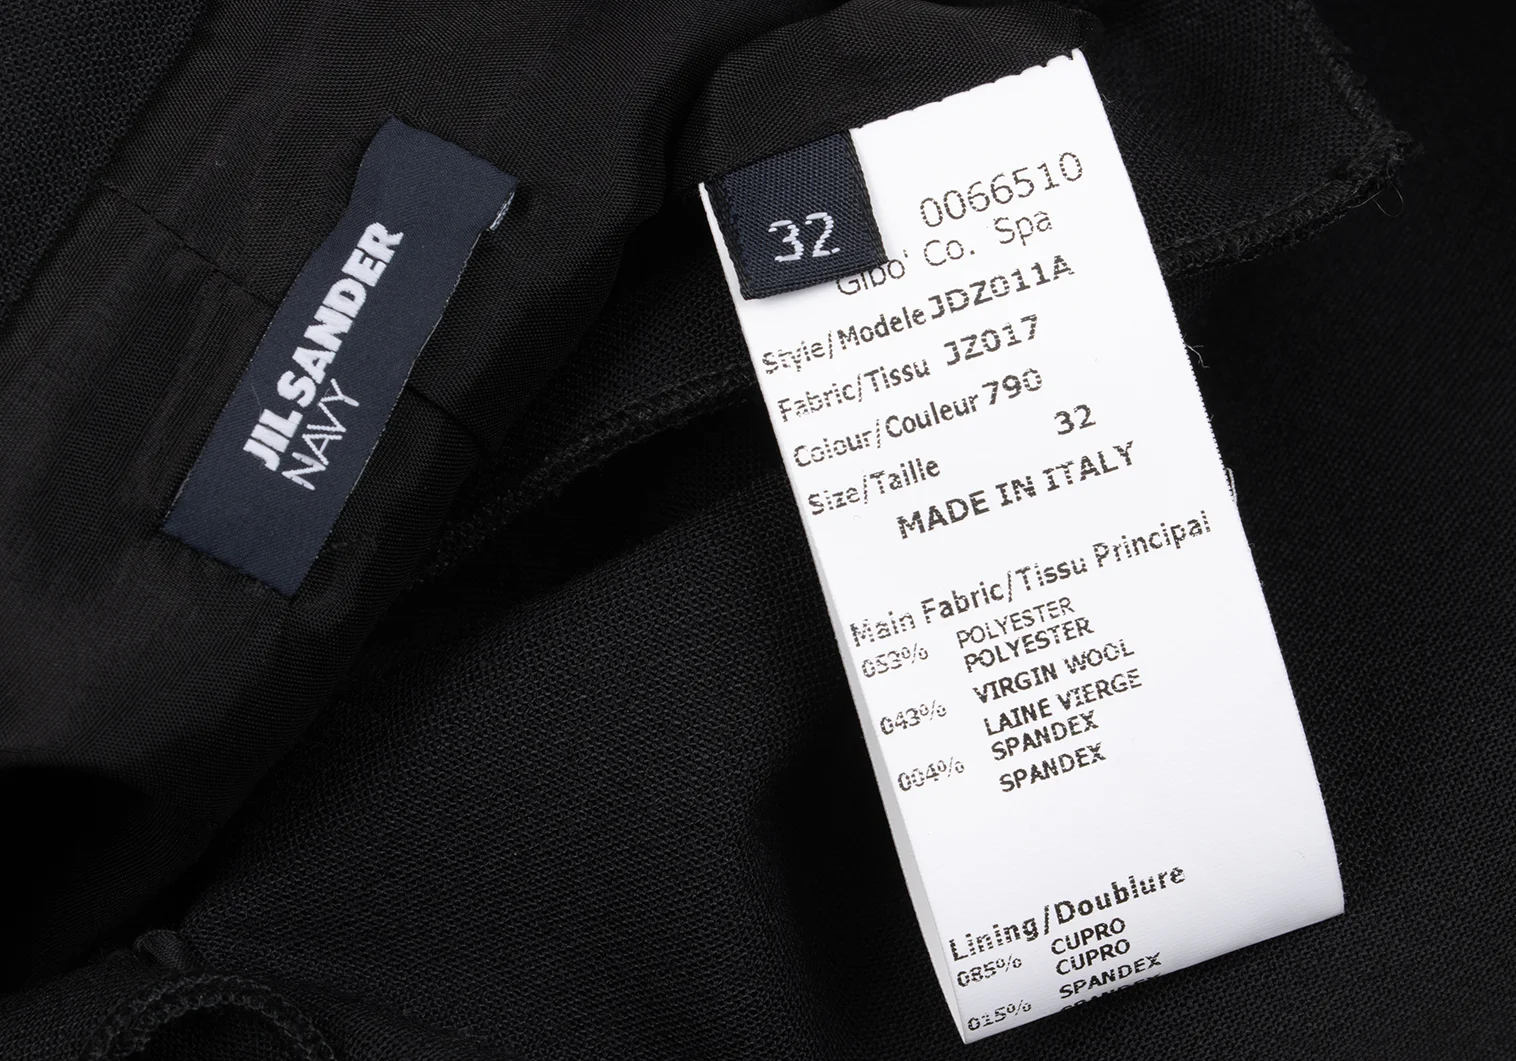 JIL SANDER
NAVY
32
0066510
Gibo' Co. Spa
Style/Modele JDZ011A
Fabric/Tissu JZ017
Colour/Couleur 790
Size/Taille 32
MADE IN ITALY
Main Fabric/Tissu Principal
053% POLYESTER
POLYESTER
043% VIRGIN WOOL
LAINE VIERGE
004% SPANDEX
SPANDEX
Lining/Doublure
085% CUPRO
CUPRO
015% SPANDEX